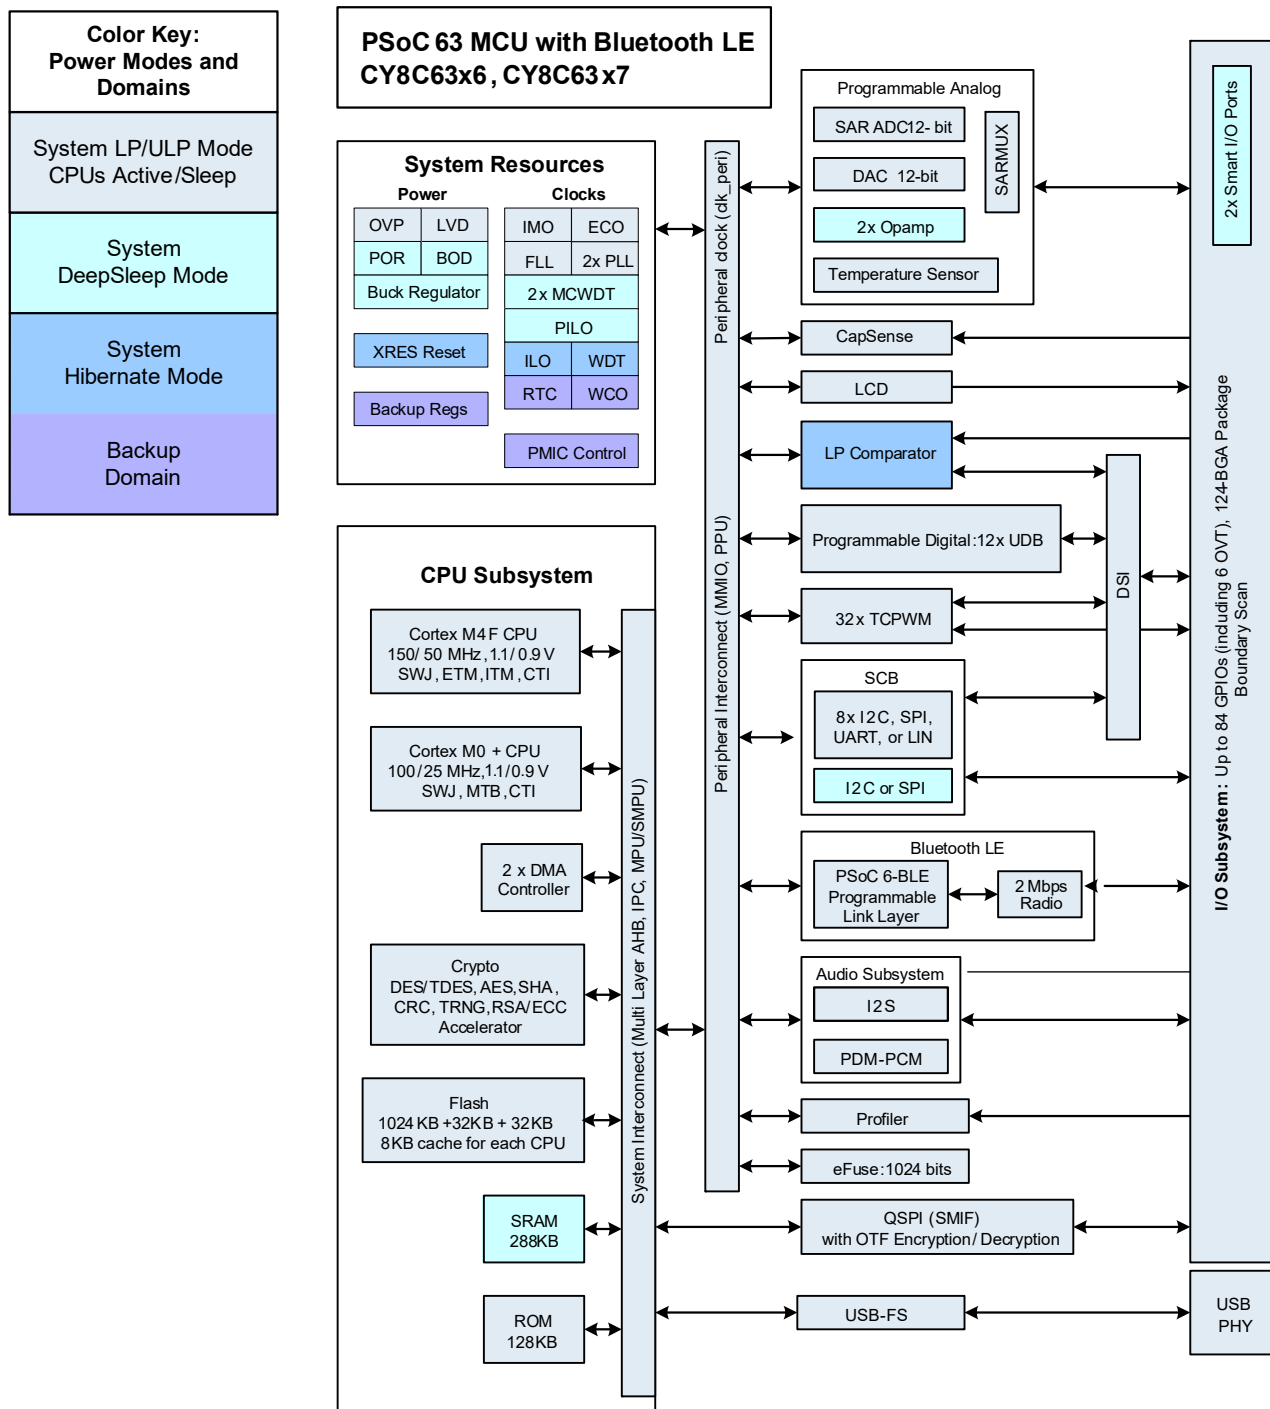 Color Key:
Power Modes and
Domains
System LP/ULP Mode
CPUs Active/Sleep
System
DeepSleep Mode
System
Hibernate Mode
Backup
Domain
PSoC 63 MCU with Bluetooth LE
CY8C63x6, CY8C63x7
System Resources
Power
OVP LVD
POR BOD
Buck Regulator
XRES Reset
Backup Regs
Clocks
IMO ECO
FLL 2x PLL
2x MCWDT
PILO
ILO WDT
RTC WCO
PMIC Control
CPU Subsystem
Cortex M4F CPU
150/50 MHz, 1.1/0.9 V
SWJ, ETM, ITM, CTI
Cortex M0+ CPU
100/25 MHz, 1.1/0.9 V
SWJ, MTB, CTI
2 x DMA
Controller
Crypto
DES/TDES, AES, SHA,
CRC, TRNG, RSA/ECC
Accelerator
Flash
1024 KB + 32KB + 32KB
8KB cache for each CPU
SRAM
288KB
ROM
128KB
System Interconnect (Multi Layer AHB, IPC, MPU/SMPU)
Peripheral dock (clk_peri)
Peripheral Interconnect (MMIO, PPU)
Programmable Analog
SAR ADC12- bit
DAC 12-bit
2x Opamp
Temperature Sensor
SARMUX
CapSense
LCD
LP Comparator
Programmable Digital:12x UDB
32x TCPWM
SCB
8x I2C, SPI,
UART, or LIN
I2C or SPI
DSI
Bluetooth LE
PSoC 6-BLE
Programmable
Link Layer
2 Mbps
Radio
Audio Subsystem
I2S
PDM-PCM
Profiler
eFuse:1024 bits
QSPI (SMIF)
with OTF Encryption/Decryption
USB-FS
2x Smart I/O Ports
I/O Subsystem: Up to 84 GPIOs (including 6 OVT), 124-BGA Package
Boundary Scan
USB
PHY